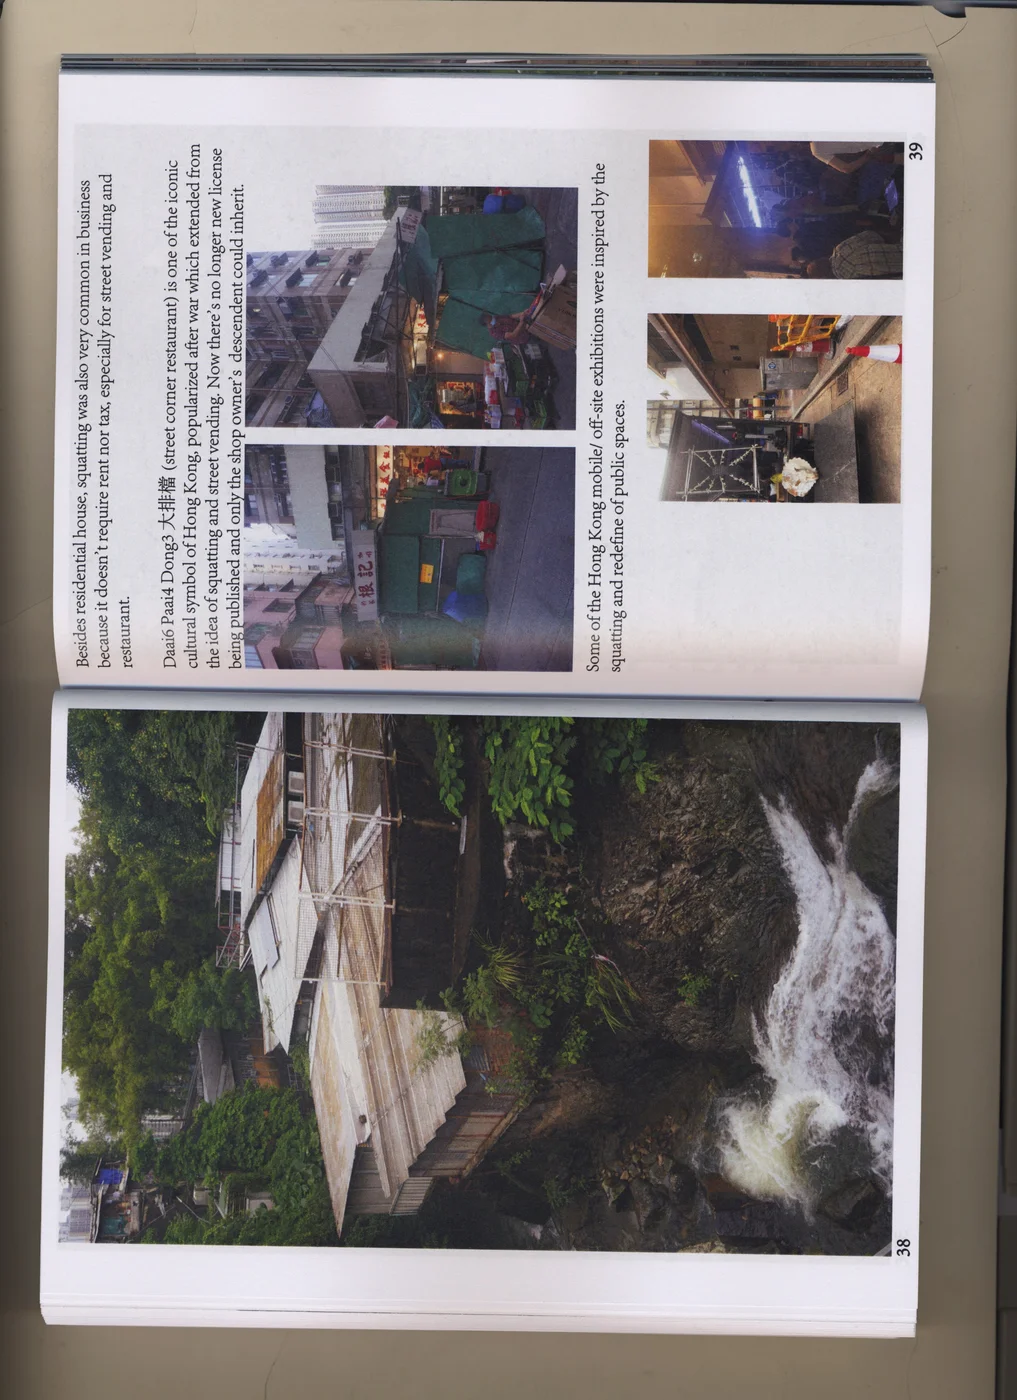 38
Besides residential house, squatting was also very common in business
because it doesn't require rent nor tax, especially for street vending and
restaurant.
Daai6 Paai4 Dong3 大排檔 (street corner restaurant) is one of the iconic
cultural symbol of Hong Kong, popularized after war which extended from
the idea of squatting and street vending. Now there's no longer new license
being published and only the shop owner's descendent could inherit.
根記
Some of the Hong Kong mobile/ off-site exhibitions were inspired by the
squatting and redefine of public spaces.
39